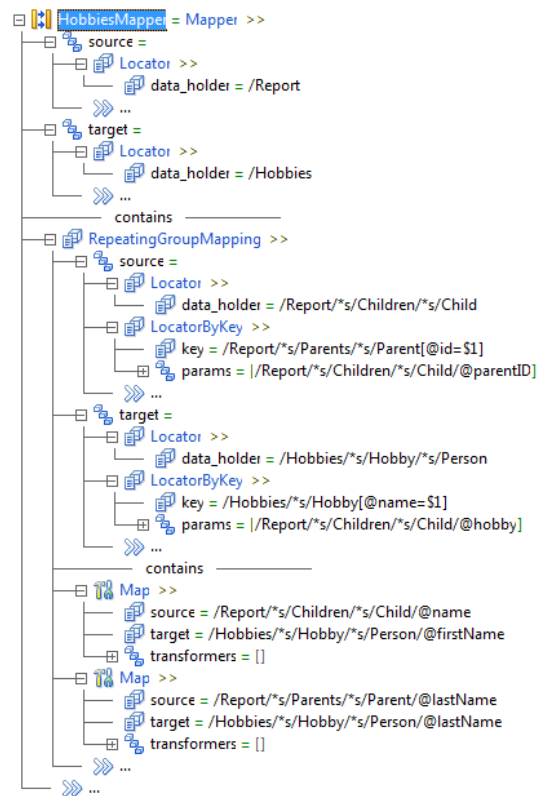 HobbiesMapper = Mapper >>
source =
Locator >>
data_holder = /Report
...
target =
Locator >>
data_holder = /Hobbies
...
contains
RepeatingGroupMapping >>
source =
Locator >>
data_holder = /Report/*s/Children/*s/Child
LocatorByKey >>
key = /Report/*s/Parents/*s/Parent[@id=$1]
params = |/Report/*s/Children/*s/Child/@parentID]
...
target =
Locator >>
data_holder = /Hobbies/*s/Hobby/*s/Person
LocatorByKey >>
key = /Hobbies/*s/Hobby[@name=$1]
params = |/Report/*s/Children/*s/Child/@hobby]
...
contains
Map >>
source = /Report/*s/Children/*s/Child/@name
target = /Hobbies/*s/Hobby/*s/Person/@firstName
transformers = []
Map >>
source = /Report/*s/Parents/*s/Parent/@lastName
target = /Hobbies/*s/Hobby/*s/Person/@lastName
transformers = []
...
...